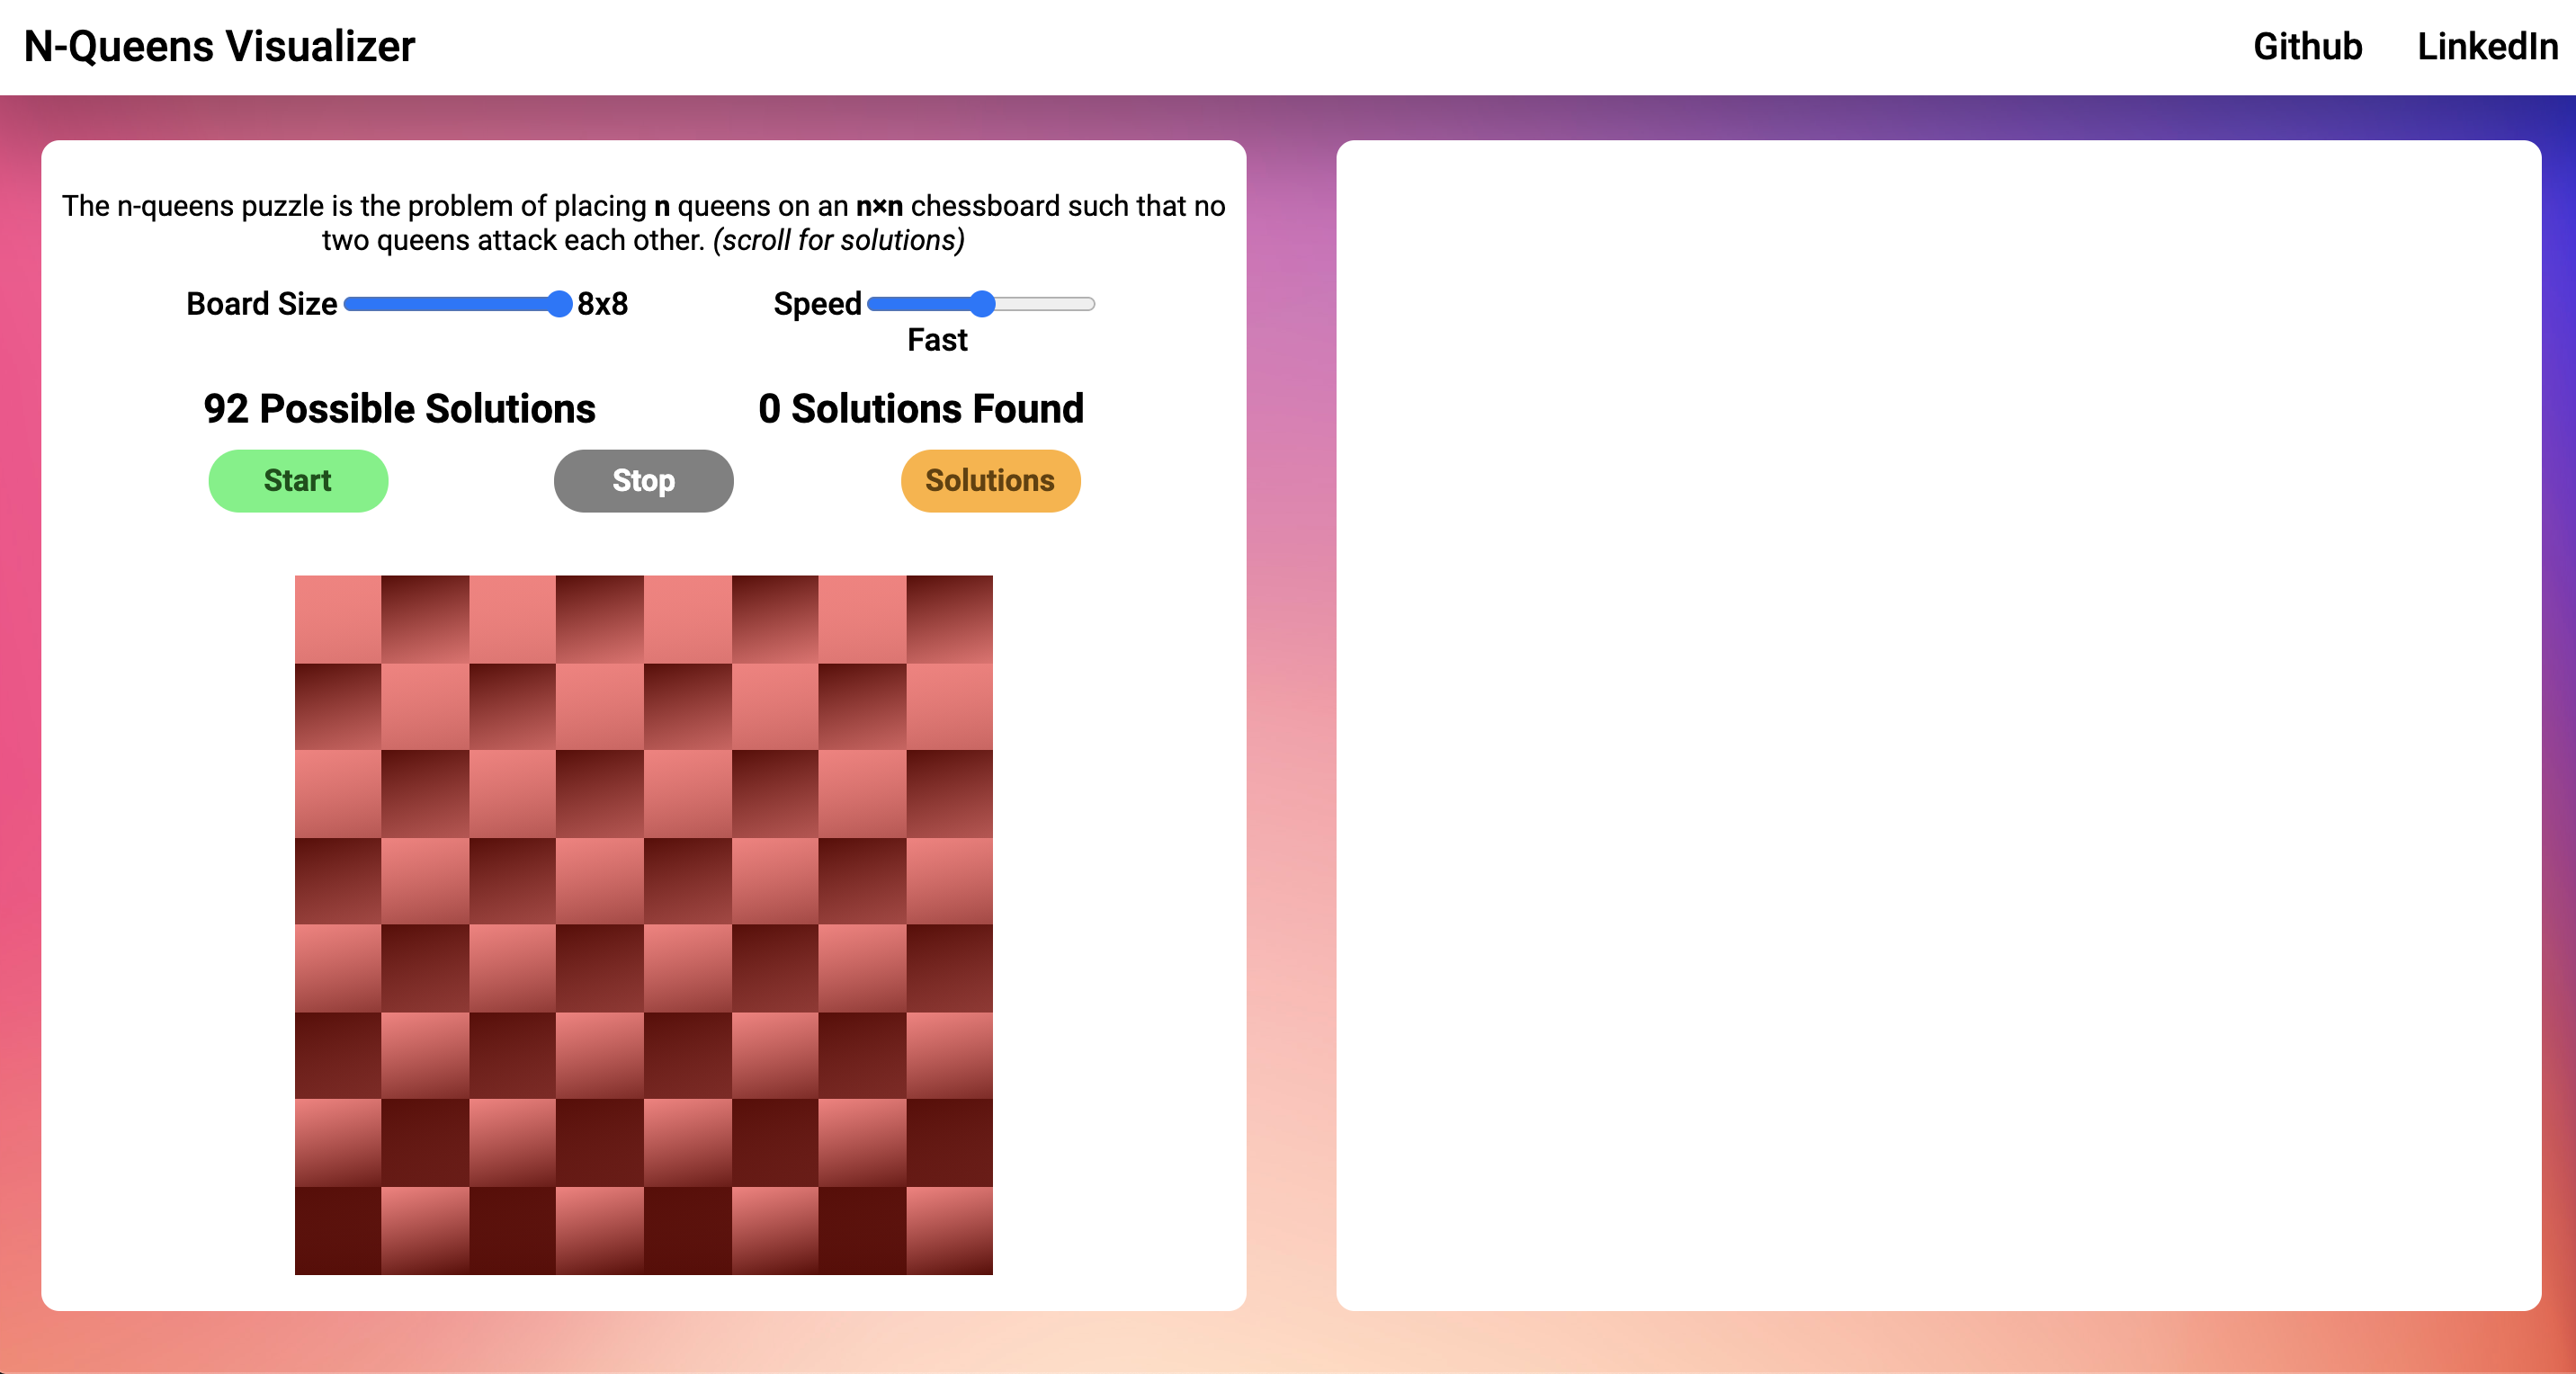 N-Queens Visualizer
Github
LinkedIn
The n-queens puzzle is the problem of placing n queens on an n×n chessboard such that no
two queens attack each other. (scroll for solutions)
Board Size 8x8
Speed
Fast
92 Possible Solutions
0 Solutions Found
Start
Stop
Solutions